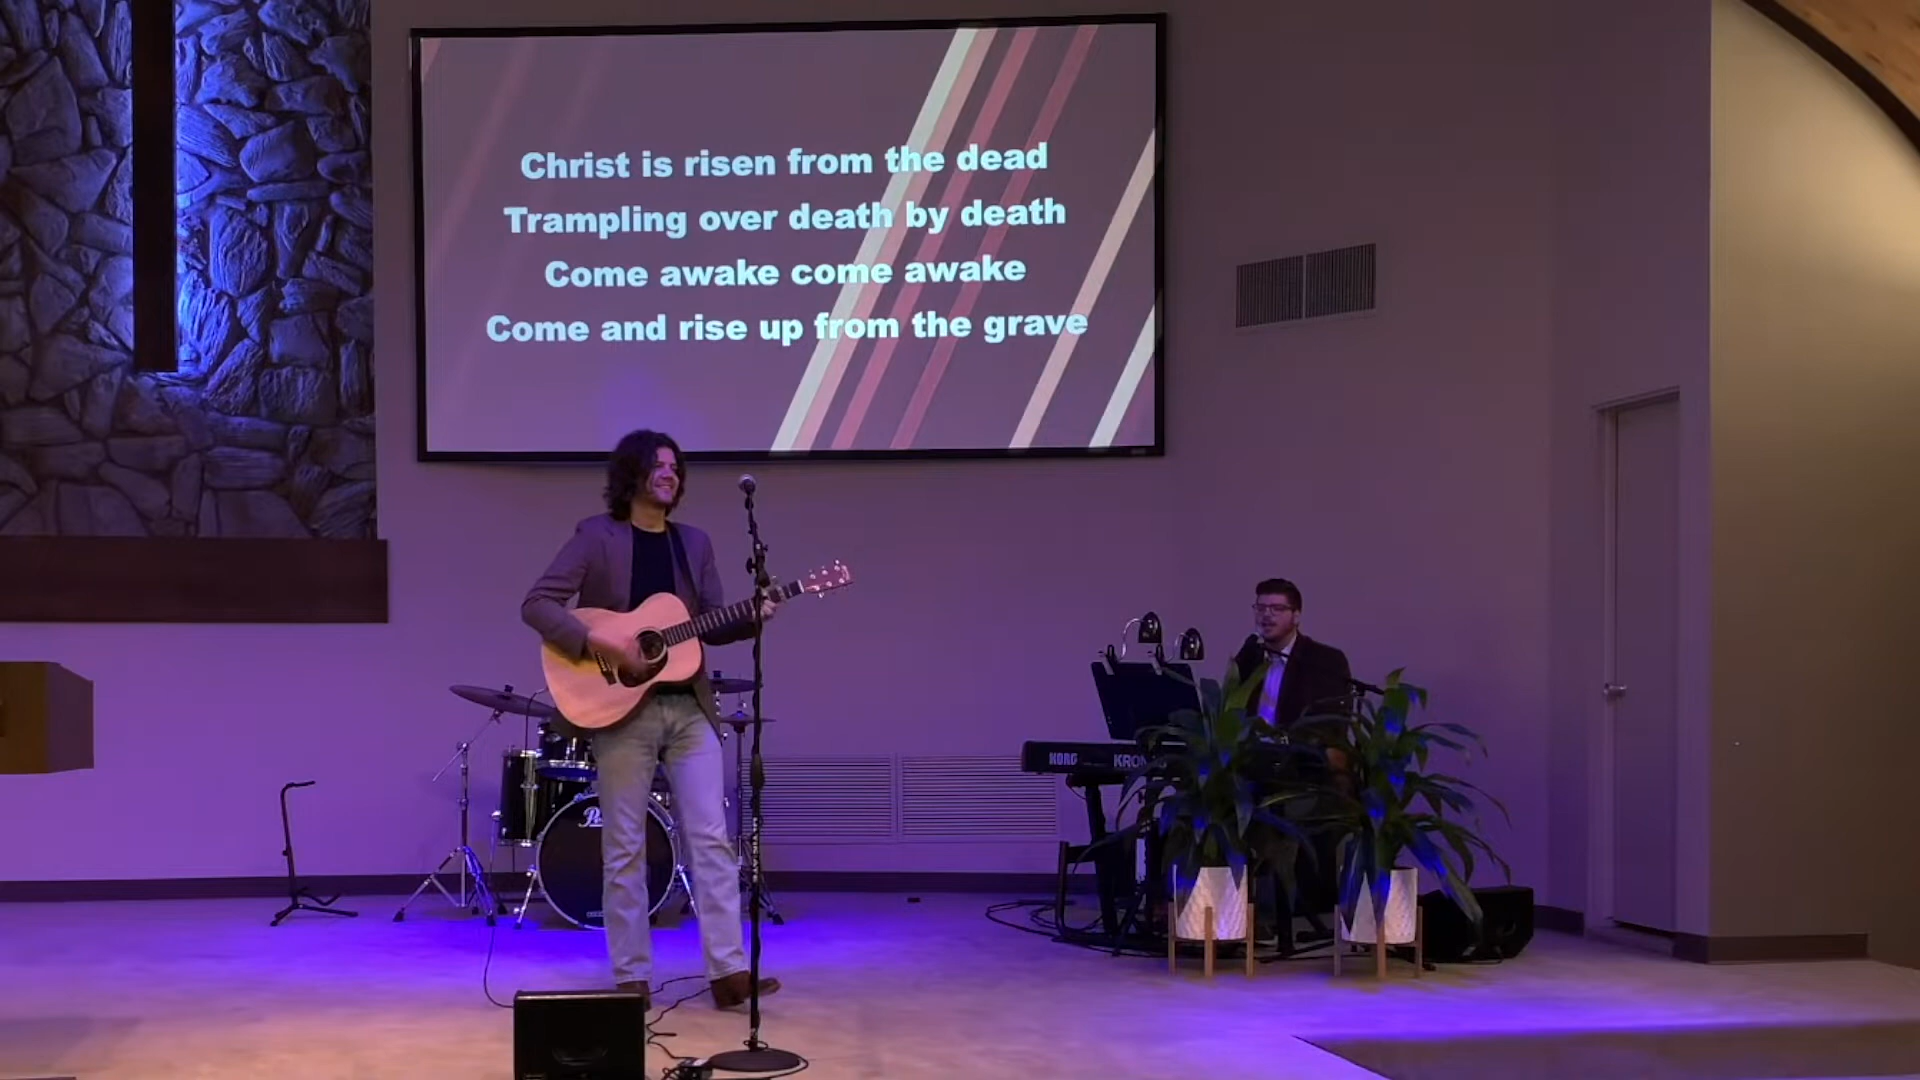 Christ is risen from the dead
Trampling over death by death
Come awake come awake
Come and rise up from the grave
KORG